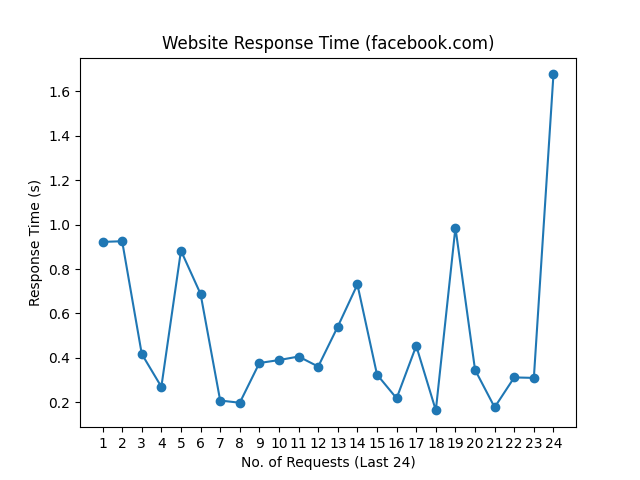 Website Response Time (facebook.com)
Response Time (s)
1.6
1.4
1.2
1.0
0.8
0.6
0.4
0.2
1 2 3 4 5 6 7 8 9 10 11 12 13 14 15 16 17 18 19 20 21 22 23 24
No. of Requests (Last 24)